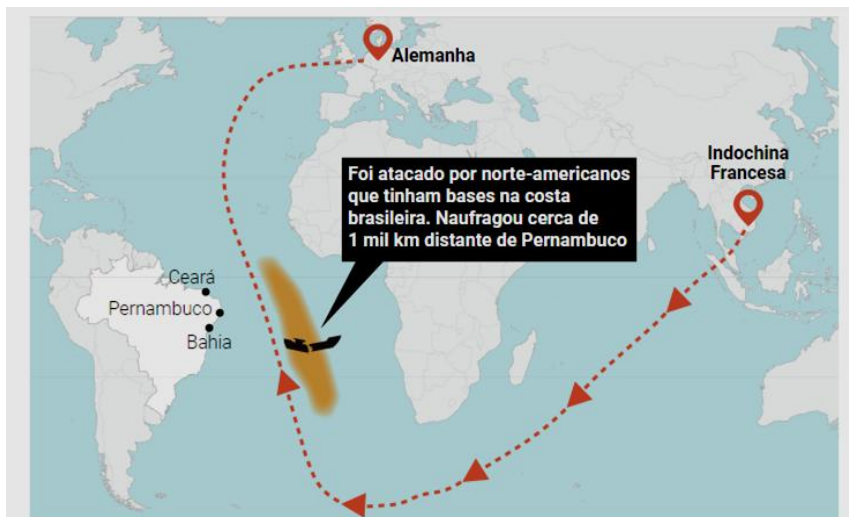 Alemanha
Indochina
Francesa
Foi atacado por norte-americanos
que tinham bases na costa
brasileira. Naufragou cerca de
1 mil km distante de Pernambuco
Ceará
Pernambuco
Bahia